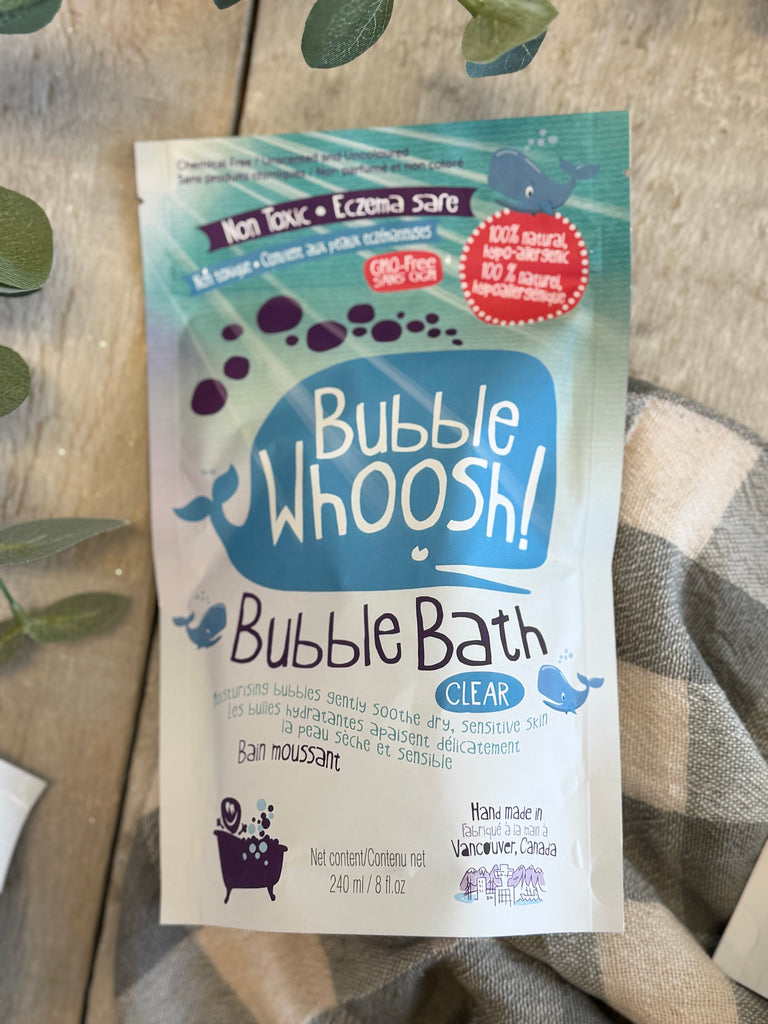 Chemical Free / Unscented and Uncoloured
Sans produits chimiques / Non parfumé et non coloré
Non Toxic • Eczema Safe
Non toxique • Convient aux peaux eczémateuses
GMO-Free
SANS OGM
100% natural,
hypo-allergenic
100 % naturel,
hypoallergénique
Bubble
Whoosh!
Bubble Bath
CLEAR
Moisturising bubbles gently soothe dry, sensitive skin
Les bulles hydratantes apaisent délicatement
la peau sèche et sensible
Bain moussant
Hand made in
Fabriqué à la main à
Vancouver, Canada
Net content/Contenu net
240 ml / 8 fl.oz